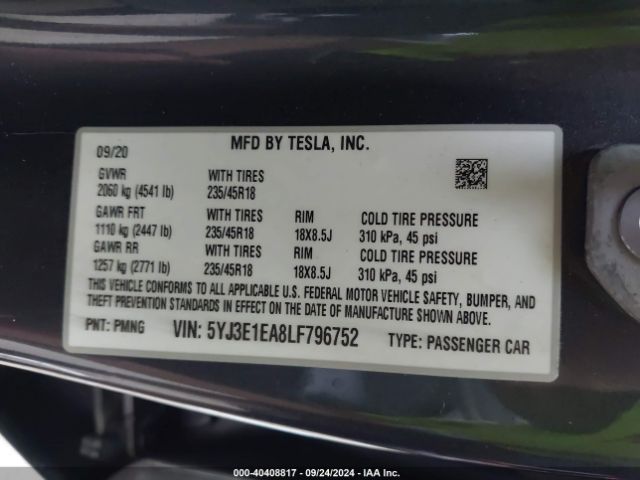 MFD BY TESLA, INC.
09/20
GVWR WITH TIRES
2060 kg (4541 lb) 235/45R18
GAWR FRT WITH TIRES RIM COLD TIRE PRESSURE
1110 kg (2447 lb) 235/45R18 18X8.5J 310 kPa, 45 psi
GAWR RR WITH TIRES RIM COLD TIRE PRESSURE
1257 kg (2771 lb) 235/45R18 18X8.5J 310 kPa, 45 psi
THIS VEHICLE CONFORMS TO ALL APPLICABLE U.S. FEDERAL MOTOR VEHICLE SAFETY, BUMPER, AND
THEFT PREVENTION STANDARDS IN EFFECT ON THE DATE OF MANUFACTURE SHOWN ABOVE.
PNT: PMNG VIN: 5YJ3E1EA8LF796752 TYPE: PASSENGER CAR
000-40408817 - 09/24/2024 - IAA Inc.